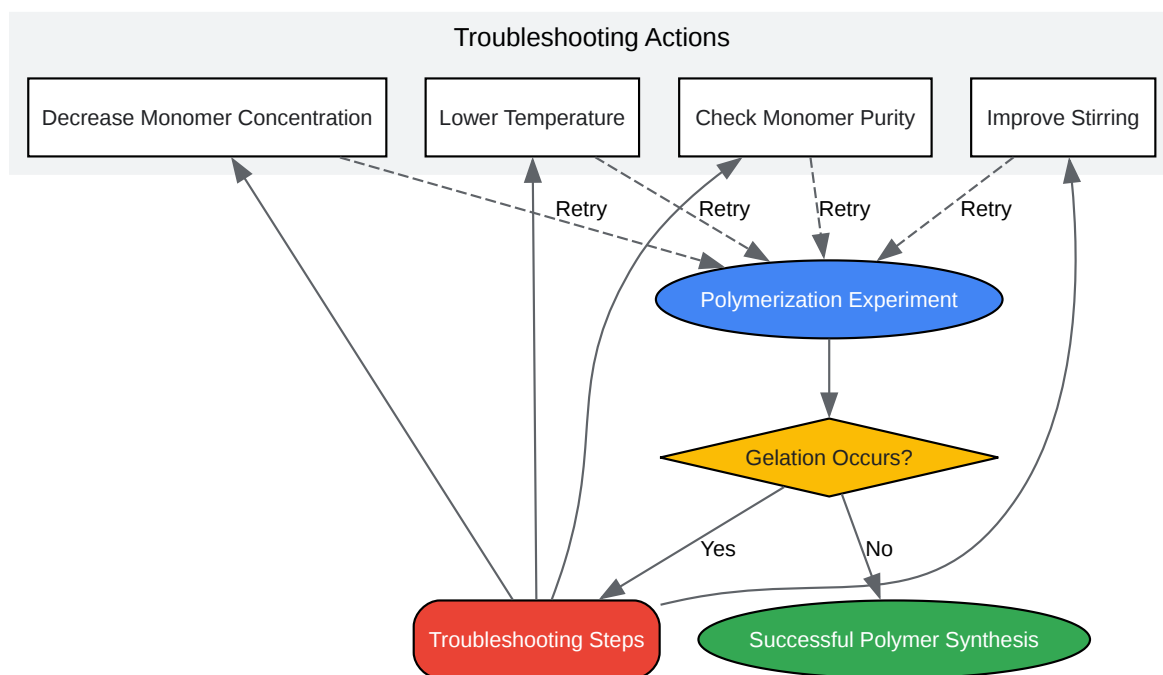 Troubleshooting Actions
Decrease Monomer Concentration
Lower Temperature
Check Monomer Purity
Improve Stirring
Retry
Retry
Retry
Retry
Polymerization Experiment
Gelation Occurs?
Yes
No
Troubleshooting Steps
Successful Polymer Synthesis